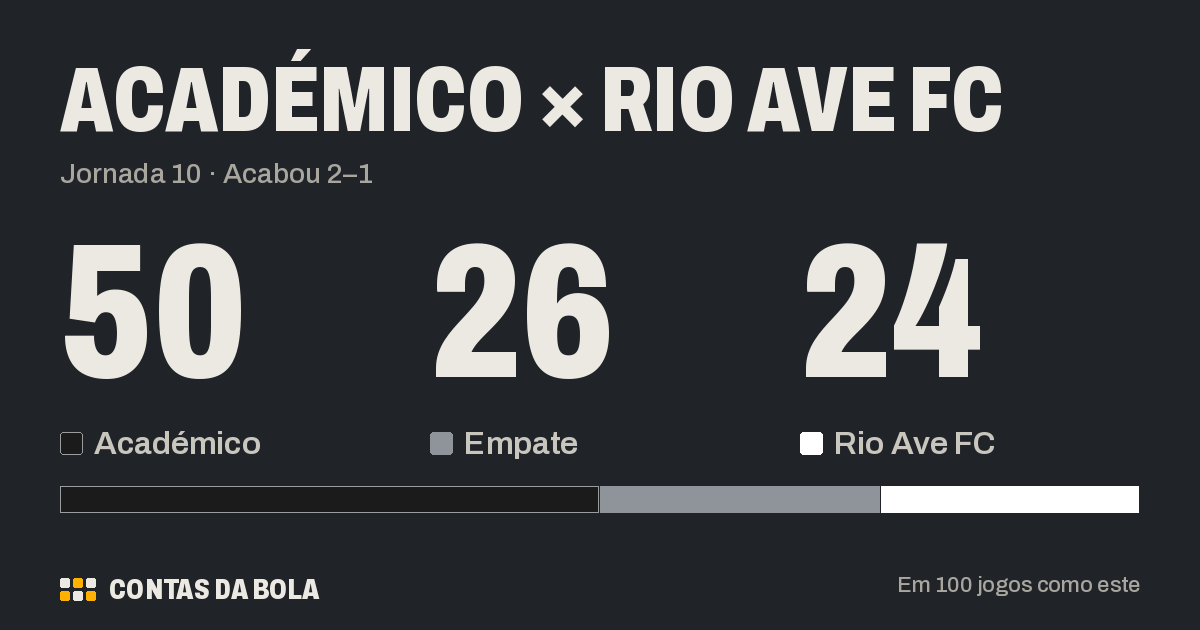 ACADÉMICO × RIO AVE FC
Jornada 10 · Acabou 2–1
50 26 24
Académico Empate Rio Ave FC
CONTAS DA BOLA
Em 100 jogos como este